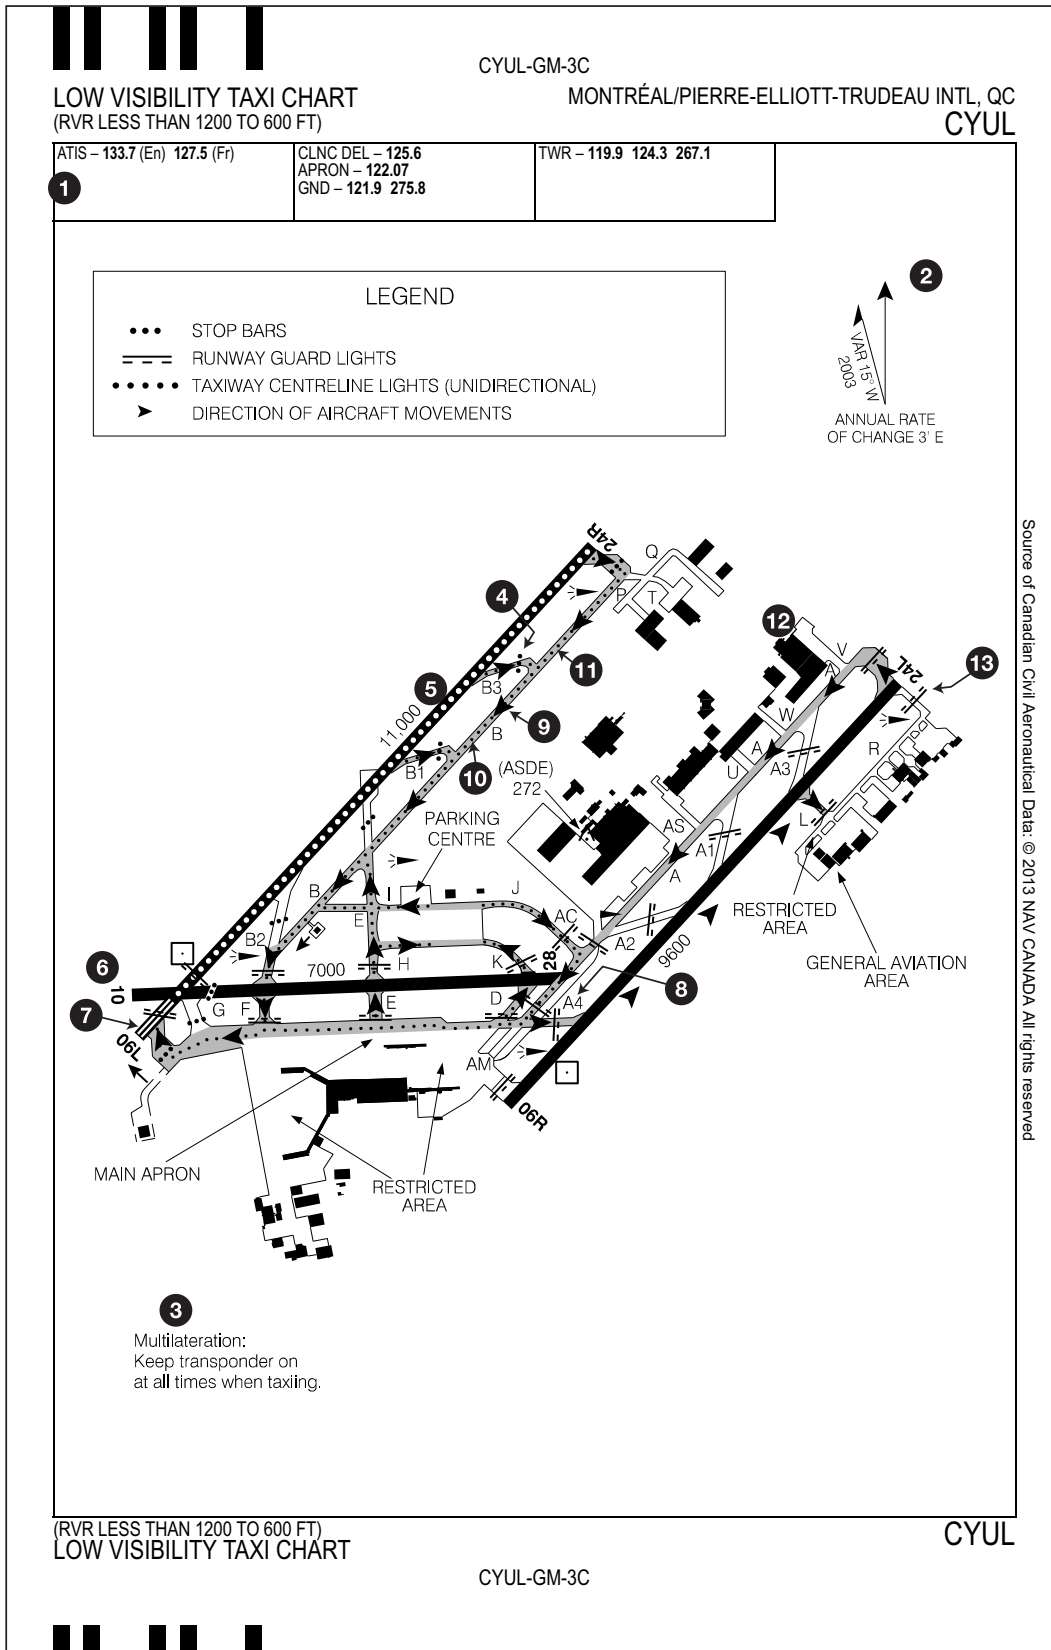 CYUL-GM-3C
LOW VISIBILITY TAXI CHART
(RVR LESS THAN 1200 TO 600 FT)
MONTRÉAL/PIERRE-ELLIOTT-TRUDEAU INTL, QC
CYUL
ATIS – 133.7 (En) 127.5 (Fr)
1
CLNC DEL – 125.6
APRON – 122.07
GND – 121.9 275.8
TWR – 119.9 124.3 267.1
LEGEND
STOP BARS
RUNWAY GUARD LIGHTS
TAXIWAY CENTRELINE LIGHTS (UNIDIRECTIONAL)
DIRECTION OF AIRCRAFT MOVEMENTS
2
VAR 15° W
2003
ANNUAL RATE
OF CHANGE 3' E
24R
Q
P
T
4
12
V
A
24L
13
11
5
B3
9
B
11,000
W
A
R
B1
10
(ASDE)
272
U
A3
PARKING
CENTRE
AS
A1
L
A
B
I
J
RESTRICTED
AREA
E
AC
A2
9600
GENERAL AVIATION
AREA
B2
6
7000
H
K
28
8
10
G
F
E
D
A4
7
06L
AM
06R
MAIN APRON
RESTRICTED
AREA
3
Multilateration:
Keep transponder on
at all times when taxiing.
Source of Canadian Civil Aeronautical Data: © 2013 NAV CANADA All rights reserved
(RVR LESS THAN 1200 TO 600 FT)
LOW VISIBILITY TAXI CHART
CYUL
CYUL-GM-3C